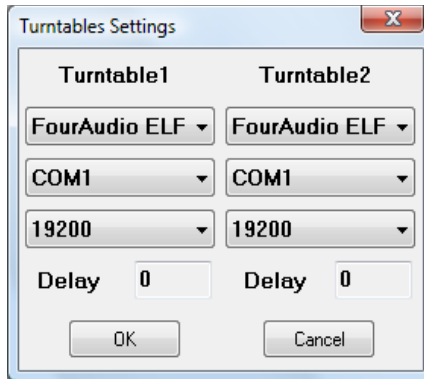 Turntables Settings
X
Turntable1 Turntable2
FourAudio ELF FourAudio ELF
COM1 COM1
19200 19200
Delay 0 Delay 0
OK Cancel